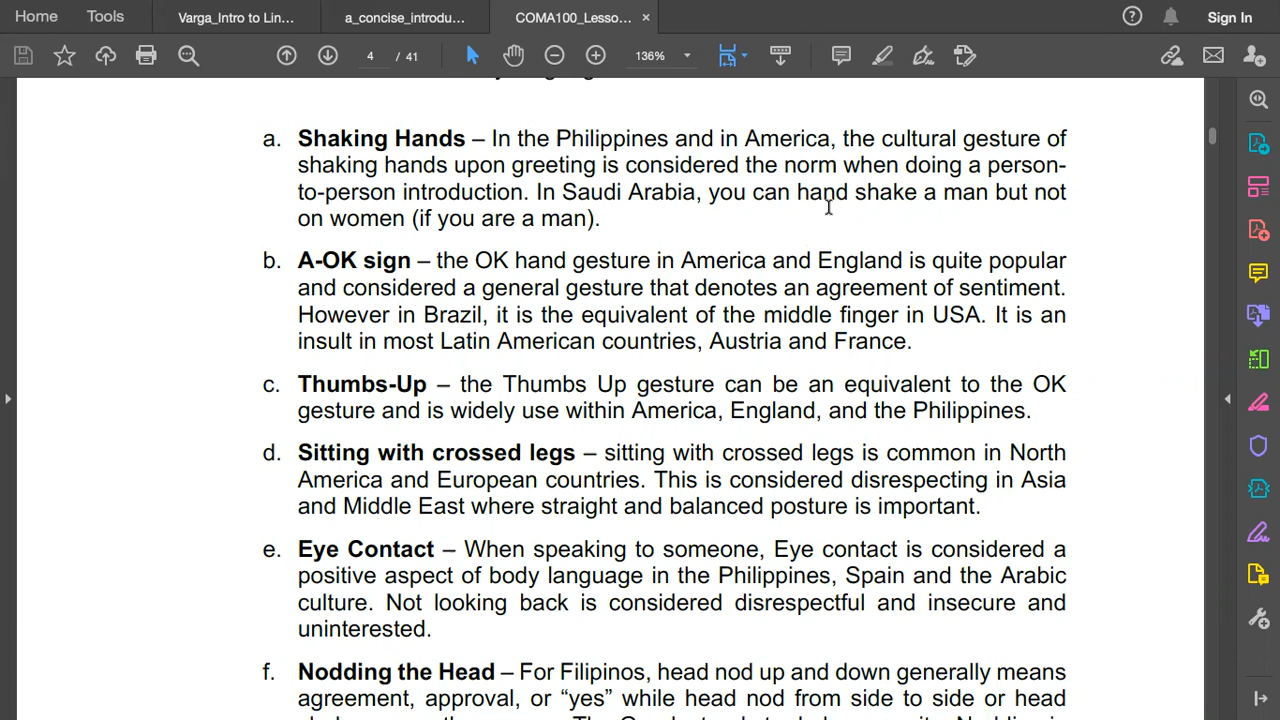 Home Tools Varga_Intro to Lin... a_concise_introdu... COMA100_Lesso... × Sign In
4 / 41 136%
a. Shaking Hands – In the Philippines and in America, the cultural gesture of
shaking hands upon greeting is considered the norm when doing a person-
to-person introduction. In Saudi Arabia, you can hand shake a man but not
on women (if you are a man).
b. A-OK sign – the OK hand gesture in America and England is quite popular
and considered a general gesture that denotes an agreement of sentiment.
However in Brazil, it is the equivalent of the middle finger in USA. It is an
insult in most Latin American countries, Austria and France.
c. Thumbs-Up – the Thumbs Up gesture can be an equivalent to the OK
gesture and is widely use within America, England, and the Philippines.
d. Sitting with crossed legs – sitting with crossed legs is common in North
America and European countries. This is considered disrespecting in Asia
and Middle East where straight and balanced posture is important.
e. Eye Contact – When speaking to someone, Eye contact is considered a
positive aspect of body language in the Philippines, Spain and the Arabic
culture. Not looking back is considered disrespectful and insecure and
uninterested.
f. Nodding the Head – For Filipinos, head nod up and down generally means
agreement, approval, or “yes” while head nod from side to side or head